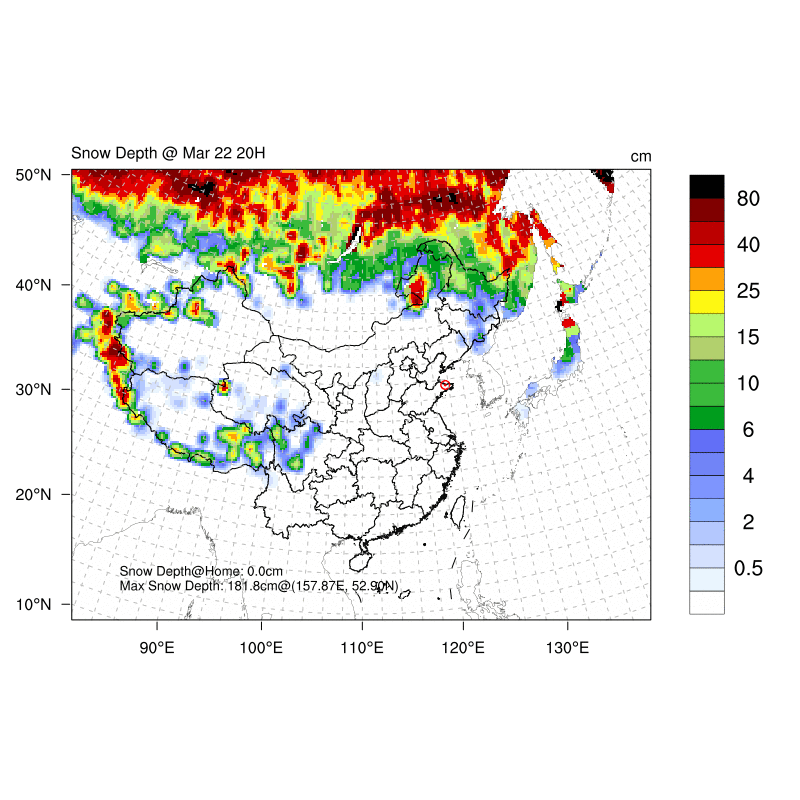 Snow Depth @ Mar 22 20H
cm
50°N
40°N
30°N
20°N
10°N
80
40
25
15
10
6
4
2
0.5
Snow Depth@Home: 0.0cm
Max Snow Depth: 181.8cm@(157.87E, 52.90N)
90°E
100°E
110°E
120°E
130°E